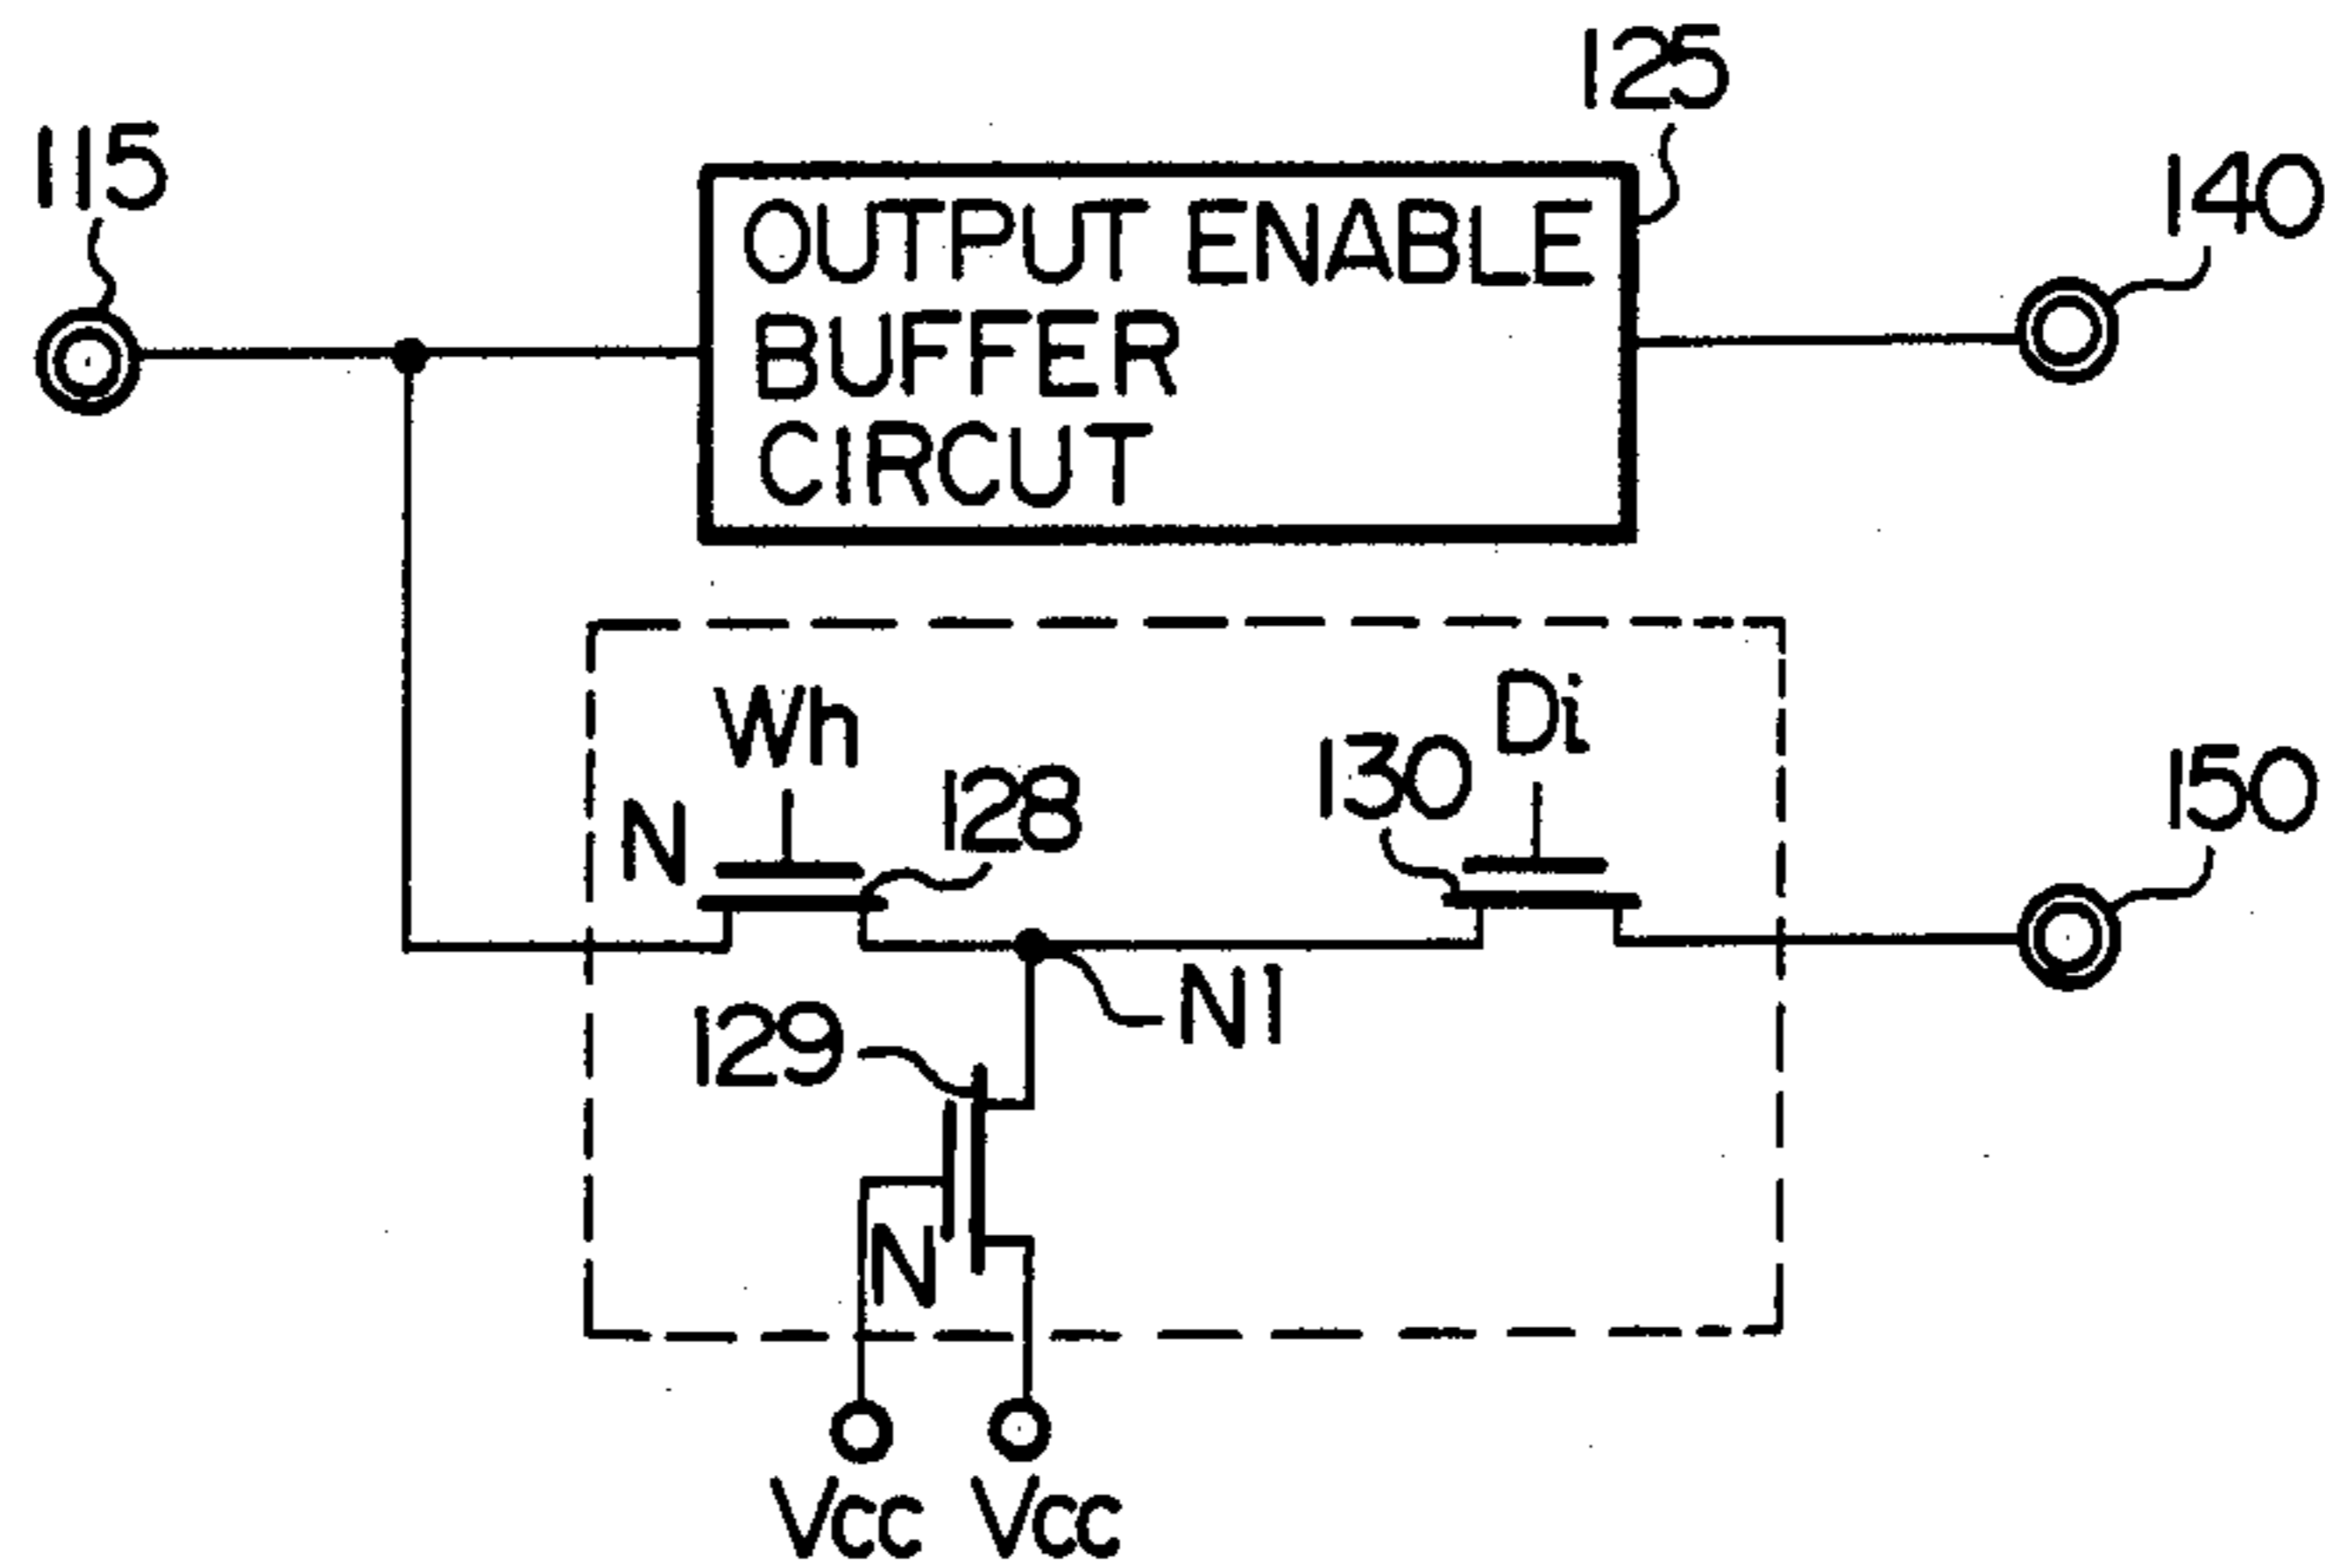 125
115
140
OUTPUT ENABLE
BUFFER
CIRCUT
Wh
Di
N
128
130
150
129
N1
N
Vcc
Vcc